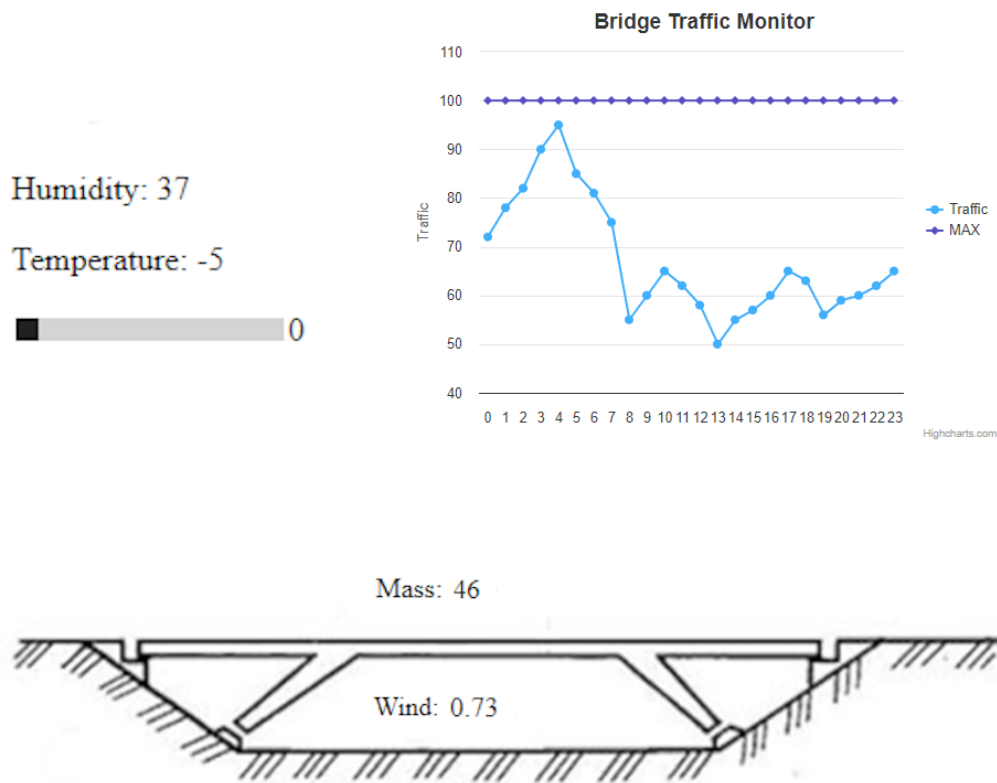 Bridge Traffic Monitor
110
100
90
80
70
60
50
40
Traffic
0 1 2 3 4 5 6 7 8 9 10 11 12 13 14 15 16 17 18 19 20 21 22 23
Traffic
MAX
Highcharts.com
Humidity: 37
Temperature: -5
0
Mass: 46
Wind: 0.73